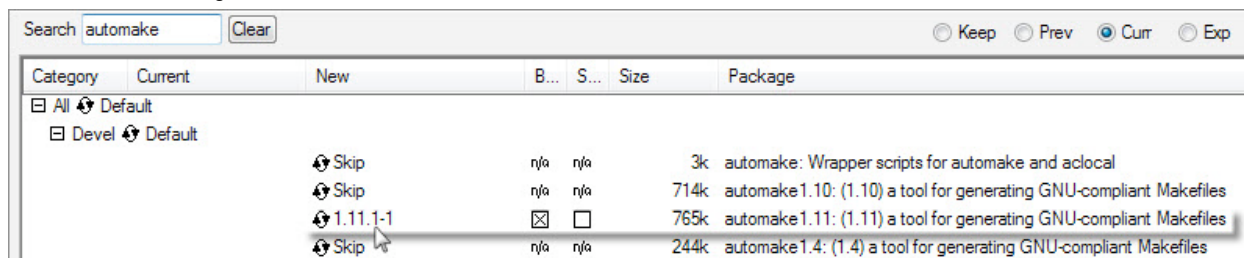 Search automake Clear Keep Prev Curr Exp
Category Current New B... S... Size Package
All Default
Devel Default
Skip n/a n/a 3k automake: Wrapper scripts for automake and aclocal
Skip n/a n/a 714k automake1.10: (1.10) a tool for generating GNU-compliant Makefiles
1.11.1-1 765k automake1.11: (1.11) a tool for generating GNU-compliant Makefiles
Skip n/a n/a 244k automake1.4: (1.4) a tool for generating GNU-compliant Makefiles